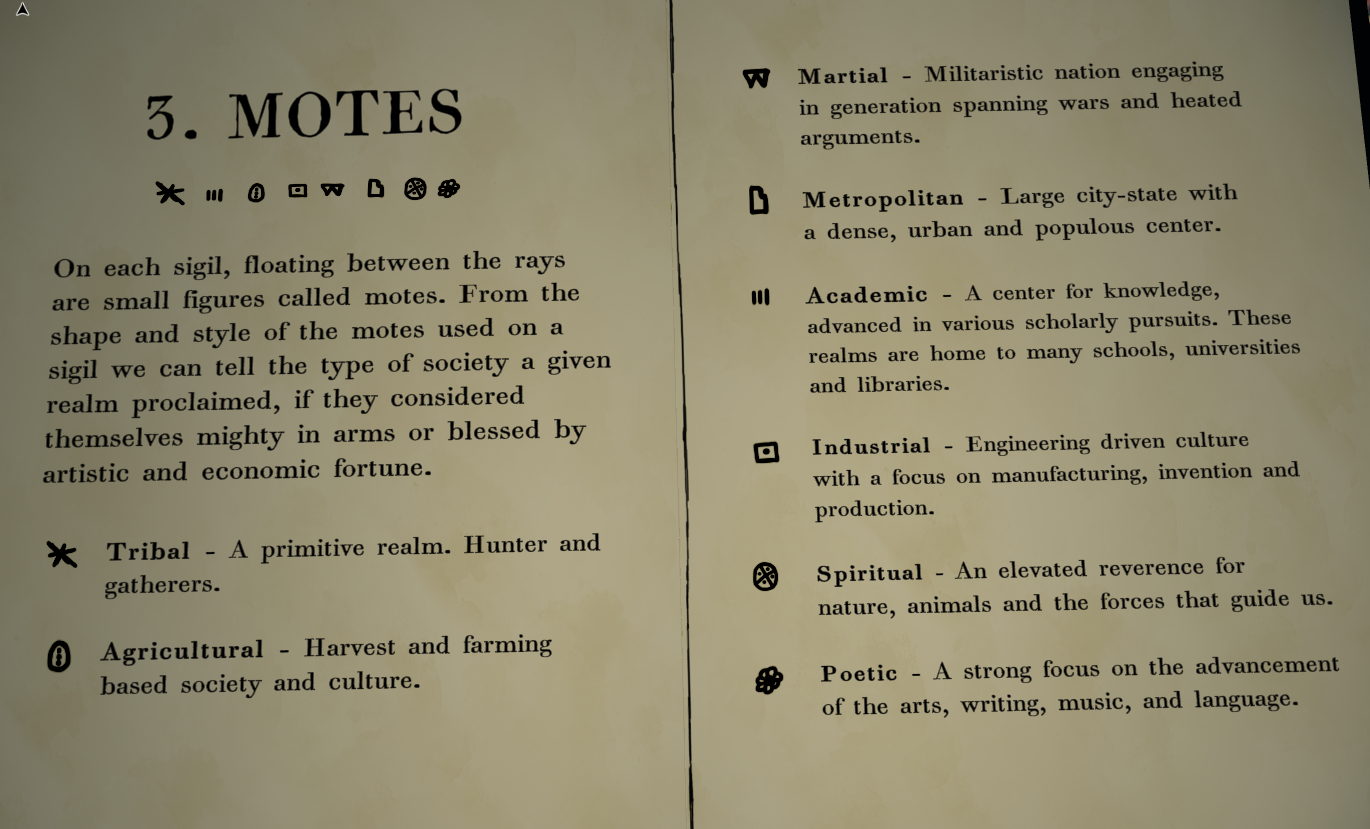 3. MOTES
On each sigil, floating between the rays
are small figures called motes. From the
shape and style of the motes used on a
sigil we can tell the type of society a given
realm proclaimed, if they considered
themselves mighty in arms or blessed by
artistic and economic fortune.
Tribal - A primitive realm. Hunter and
gatherers.
Agricultural - Harvest and farming
based society and culture.
Martial - Militaristic nation engaging
in generation spanning wars and heated
arguments.
Metropolitan - Large city-state with
a dense, urban and populous center.
Academic - A center for knowledge,
advanced in various scholarly pursuits. These
realms are home to many schools, universities
and libraries.
Industrial - Engineering driven culture
with a focus on manufacturing, invention and
production.
Spiritual - An elevated reverence for
nature, animals and the forces that guide us.
Poetic - A strong focus on the advancement
of the arts, writing, music, and language.